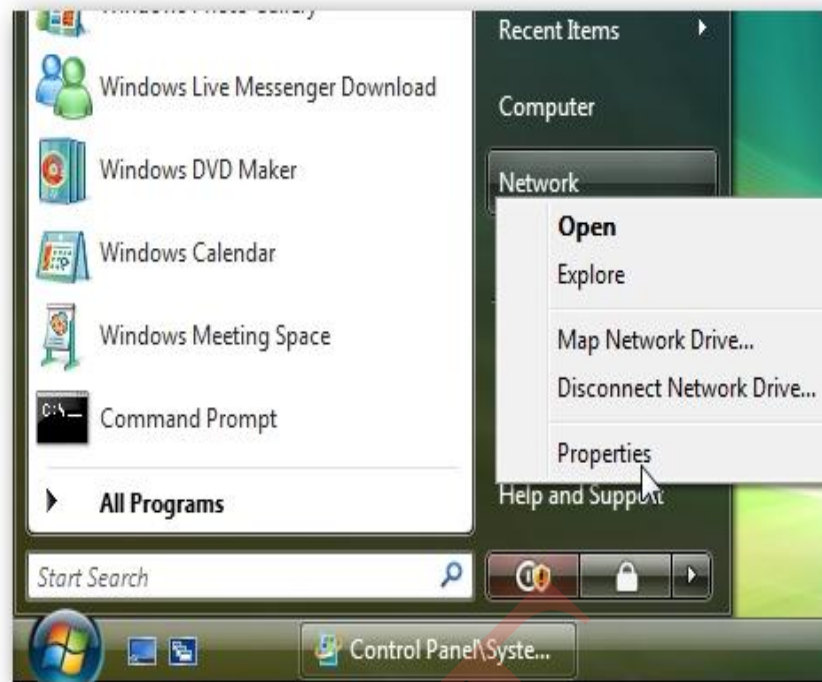 Windows Live Messenger Download
Windows DVD Maker
Windows Calendar
Windows Meeting Space
Command Prompt
All Programs
Start Search
Recent Items
Computer
Network
Open
Explore
Map Network Drive...
Disconnect Network Drive...
Properties
Help and Support
Control Panel\Syste...